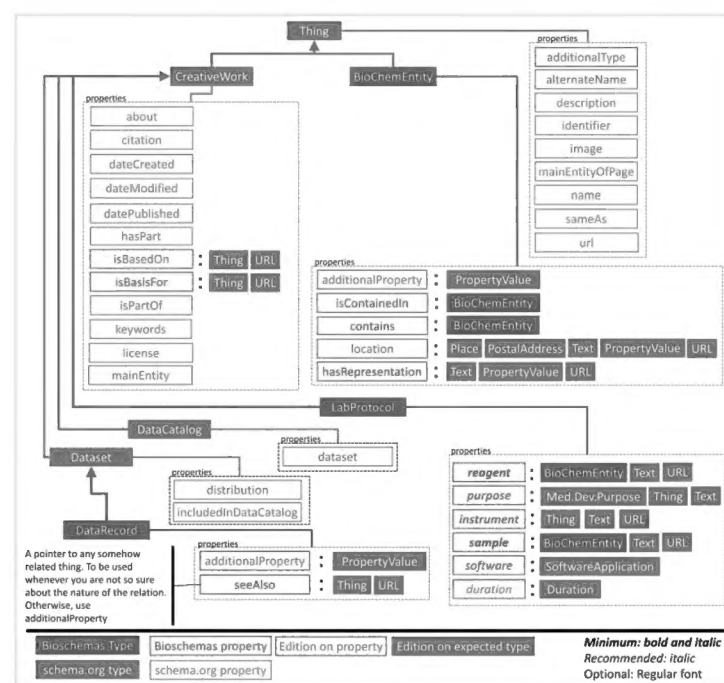 Thing
properties
additionalType
alternateName
description
identifier
image
mainEntityOfPage
name
sameAs
url
CreativeWork
BioChemEntity
properties
about
citation
dateCreated
dateModified
datePublished
hasPart
isBasedOn : Thing URL
isBasisFor : Thing URL
isPartOf
keywords
license
mainEntity
properties
additionalProperty : PropertyValue
isContainedIn : BioChemEntity
contains : BioChemEntity
location : Place PostalAddress Text PropertyValue URL
hasRepresentation : Text PropertyValue URL
LabProtocol
DataCatalog
properties
dataset
Dataset
properties
distribution
includedInDataCatalog
DataRecord
properties
additionalProperty : PropertyValue
seeAlso : Thing URL
A pointer to any somehow
related thing. To be used
whenever you are not so sure
about the nature of the relation.
Otherwise, use
additionalProperty
properties
reagent : BioChemEntity Text URL
purpose : Med.Dev.Purpose Thing Text
instrument : Thing Text URL
sample : BioChemEntity Text URL
software : SoftwareApplication
duration : Duration
Bioschemas Type Bioschemas property Edition on property Edition on expected type
schema.org type schema.org property
Minimum: bold and italic
Recommended: italic
Optional: Regular font